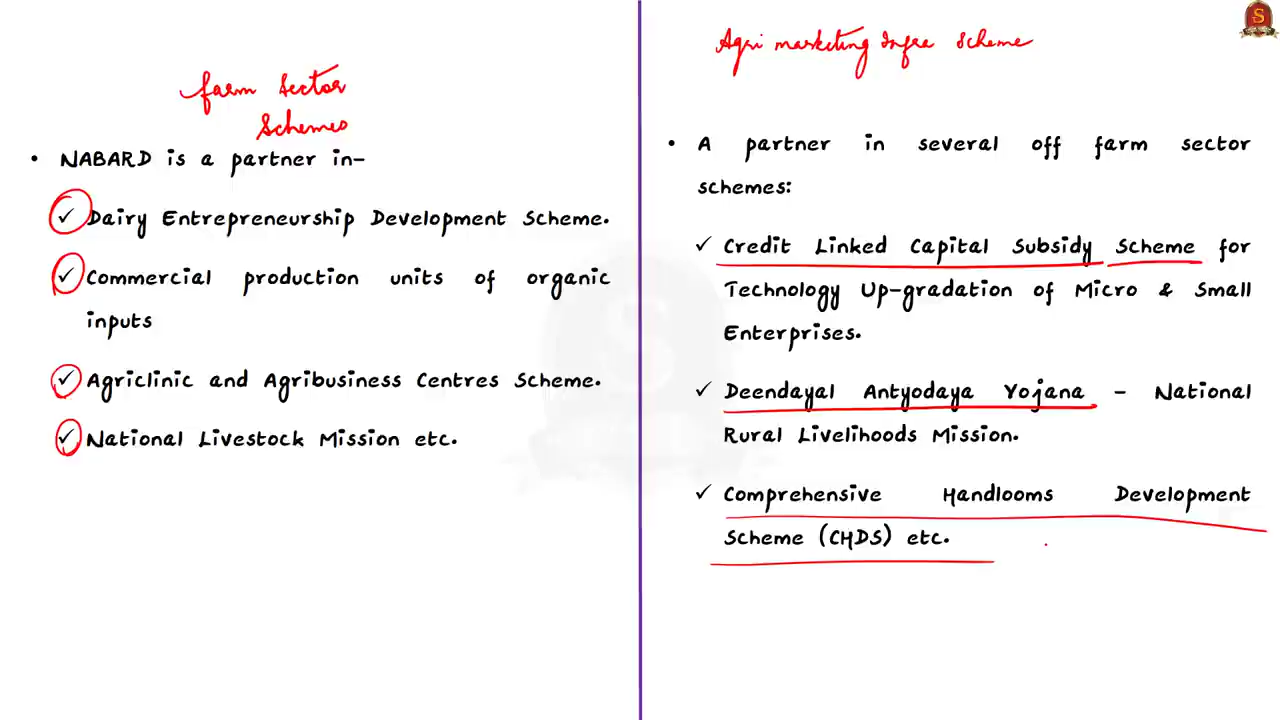 farm Sector
Schemes
• NABARD is a partner in-
✓ Dairy Entrepreneurship Development Scheme.
✓ Commercial production units of organic
inputs
✓ Agriclinic and Agribusiness Centres Scheme.
✓ National Livestock Mission etc.
Agri marketing Infra Scheme
• A partner in several off farm sector
schemes:
✓ Credit Linked Capital Subsidy Scheme for
Technology Up-gradation of Micro & Small
Enterprises.
✓ Deendayal Antyodaya Yojana - National
Rural Livelihoods Mission.
✓ Comprehensive Handlooms Development
Scheme (CHDS) etc.
S